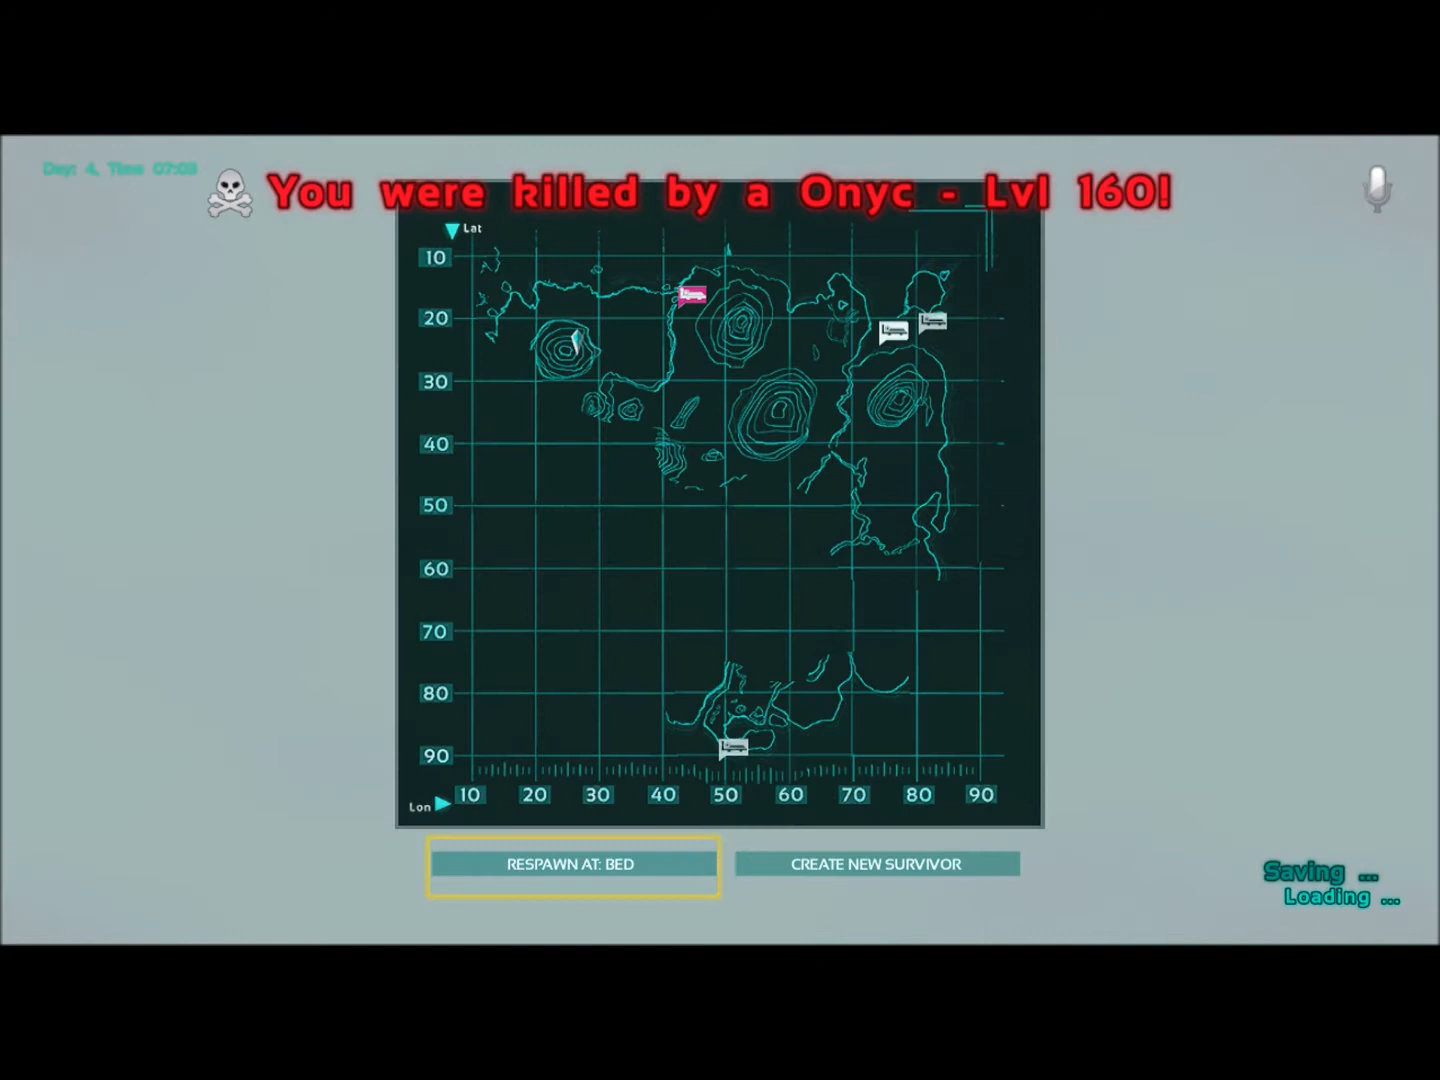 Day: 4, Time 07:03
You were killed by a Onyc - Lvl 160!
Lat
10
20
30
40
50
60
70
80
90
Lon
10 20 30 40 50 60 70 80 90
RESPAWN AT: BED
CREATE NEW SURVIVOR
Saving ...
Loading ...